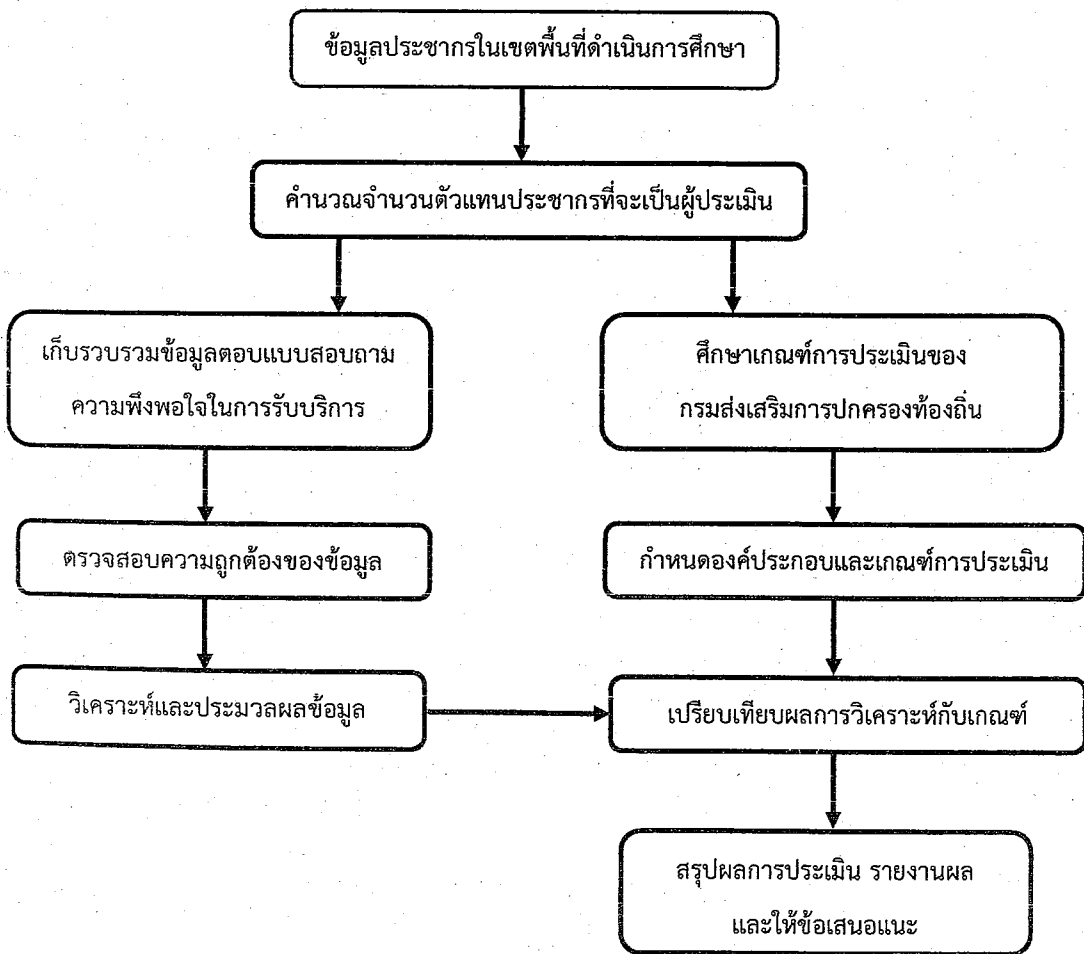 ข้อมูลประชากรในเขตพื้นที่ดำเนินการศึกษา
คำนวณจำนวนตัวแทนประชากรที่จะเป็นผู้ประเมิน
เก็บรวบรวมข้อมูลตอบแบบสอบถาม
ความพึงพอใจในการรับบริการ
ศึกษาเกณฑ์การประเมินของ
กรมส่งเสริมการปกครองท้องถิ่น
ตรวจสอบความถูกต้องของข้อมูล
กำหนดองค์ประกอบและเกณฑ์การประเมิน
วิเคราะห์และประมวลผลข้อมูล
เปรียบเทียบผลการวิเคราะห์กับเกณฑ์
สรุปผลการประเมิน รายงานผล
และให้ข้อเสนอแนะ